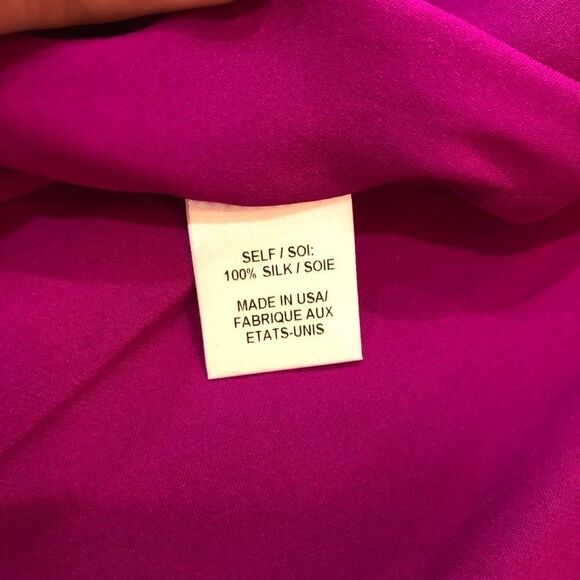 SELF / SOI:
100% SILK / SOIE
MADE IN USA/
FABRIQUE AUX
ETATS-UNIS